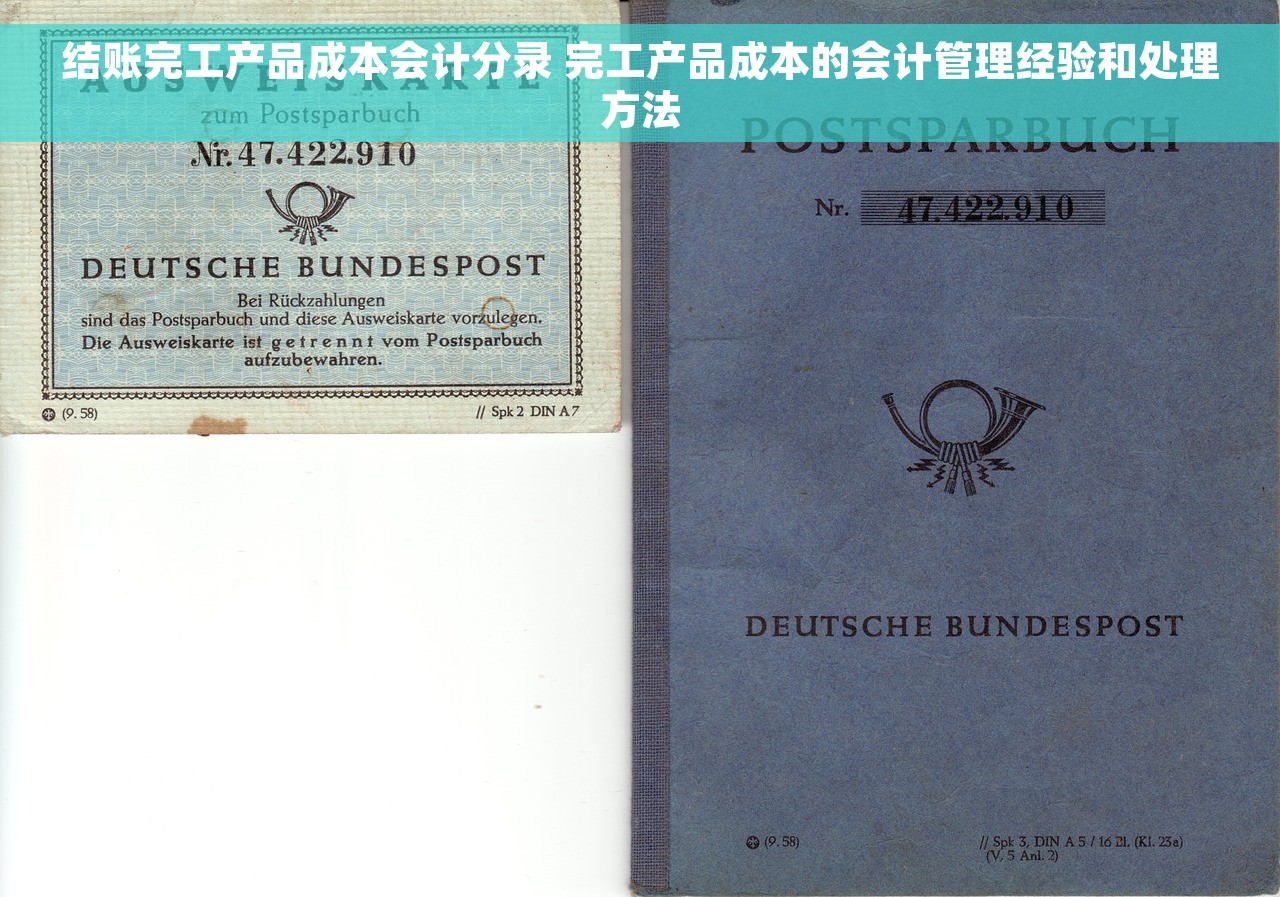 结账完工产品成本会计分录 完工产品成本的会计管理经验和处理
方法
AUSWEISKARTE
zum Postsparbuch
Nr. 47.422.910
DEUTSCHE BUNDESPOST
Bei Rückzahlungen
sind das Postsparbuch und diese Ausweiskarte vorzulegen.
Die Ausweiskarte ist getrennt vom Postsparbuch
aufzubewahren.
(9. 58)
// Spk 2 DIN A 7
POSTSPARBUCH
Nr. 47.422.910
DEUTSCHE BUNDESPOST
(9. 58)
// Spk 3, DIN A 5 / 16 Bl. (Kl. 23a)
(V, 5 Anl. 2)